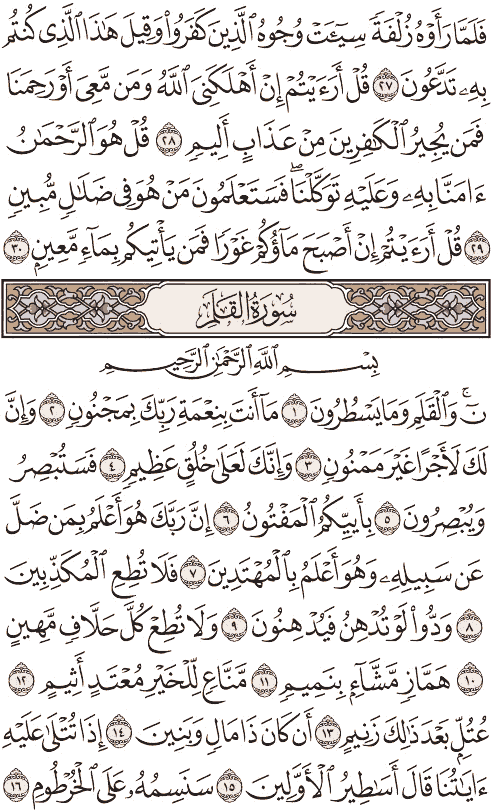 فَلَمَّا رَأَوْهُ زُلْفَةً سِيٓـَٔتْ وُجُوهُ ٱلَّذِينَ كَفَرُوا۟ وَقِيلَ هَٰذَا ٱلَّذِى كُنتُم
بِهِۦ تَدَّعُونَ ٢٧ قُلْ أَرَءَيْتُمْ إِنْ أَهْلَكَنِىَ ٱللَّهُ وَمَن مَّعِىَ أَوْ رَحِمَنَا
فَمَن يُجِيرُ ٱلْكَٰفِرِينَ مِنْ عَذَابٍ أَلِيمٍ ٢٨ قُلْ هُوَ ٱلرَّحْمَٰنُ
ءَامَنَّا بِهِۦ وَعَلَيْهِ تَوَكَّلْنَا ۖ فَسَتَعْلَمُونَ مَنْ هُوَ فِى ضَلَٰلٍ مُّبِينٍ
٢٩ قُلْ أَرَءَيْتُمْ إِنْ أَصْبَحَ مَآؤُكُمْ غَوْرًا فَمَن يَأْتِيكُم بِمَآءٍ مَّعِينٍۭ ٣٠
سُورَةُ القَلَمِ
بِسْمِ ٱللَّهِ ٱلرَّحْمَٰنِ ٱلرَّحِيمِ
نٓ ۚ وَٱلْقَلَمِ وَمَا يَسْطُرُونَ ١ مَآ أَنتَ بِنِعْمَةِ رَبِّكَ بِمَجْنُونٍ ٢ وَإِنَّ
لَكَ لَأَجْرًا غَيْرَ مَمْنُونٍ ٣ وَإِنَّكَ لَعَلَىٰ خُلُقٍ عَظِيمٍ ٤ فَسَتُبْصِرُ
وَيُبْصِرُونَ ٥ بِأَييِّكُمُ ٱلْمَفْتُونُ ٦ إِنَّ رَبَّكَ هُوَ أَعْلَمُ بِمَن ضَلَّ
عَن سَبِيلِهِۦ وَهُوَ أَعْلَمُ بِٱلْمُهْتَدِينَ ٧ فَلَا تُطِعِ ٱلْمُكَذِّبِينَ
٨ وَدُّوا۟ لَوْ تُدْهِنُ فَيُدْهِنُونَ ٩ وَلَا تُطِعْ كُلَّ حَلَّافٍ مَّهِينٍ
١٠ هَمَّازٍ مَّشَّآءٍۭ بِنَمِيمٍ ١١ مَّنَّاعٍ لِّلْخَيْرِ مُعْتَدٍ أَثِيمٍ ١٢
عُتُلٍّۭ بَعْدَ ذَٰلِكَ زَنِيمٍ ١٣ أَن كَانَ ذَا مَالٍ وَبَنِينَ ١٤ إِذَا تُتْلَىٰ عَلَيْهِ
ءَايَٰتُنَا قَالَ أَسَٰطِيرُ ٱلْأَوَّلِينَ ١٥ سَنَسِمُهُۥ عَلَى ٱلْخُرْطُومِ ١٦